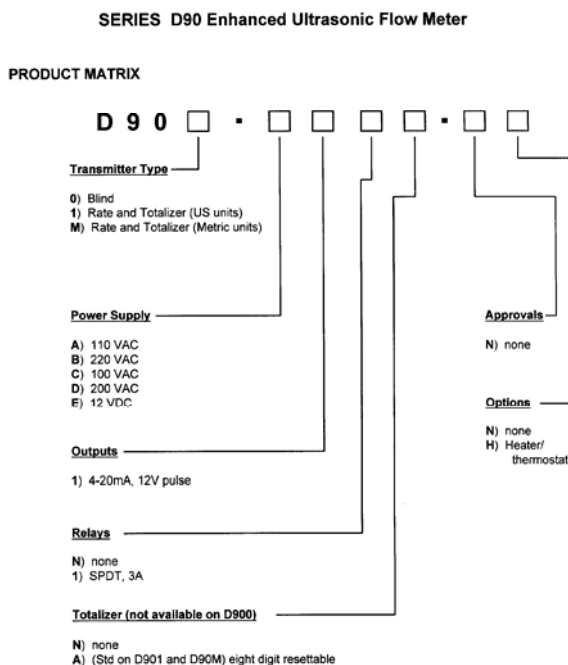 SERIES D90 Enhanced Ultrasonic Flow Meter
PRODUCT MATRIX
D 9 0 - -
Transmitter Type
0) Blind
1) Rate and Totalizer (US units)
M) Rate and Totalizer (Metric units)
Power Supply
A) 110 VAC
B) 220 VAC
C) 100 VAC
D) 200 VAC
E) 12 VDC
Outputs
1) 4-20mA, 12V pulse
Relays
N) none
1) SPDT, 3A
Totalizer (not available on D900)
N) none
A) (Std on D901 and D90M) eight digit resettable
Approvals
N) none
Options
N) none
H) Heater/
thermostat